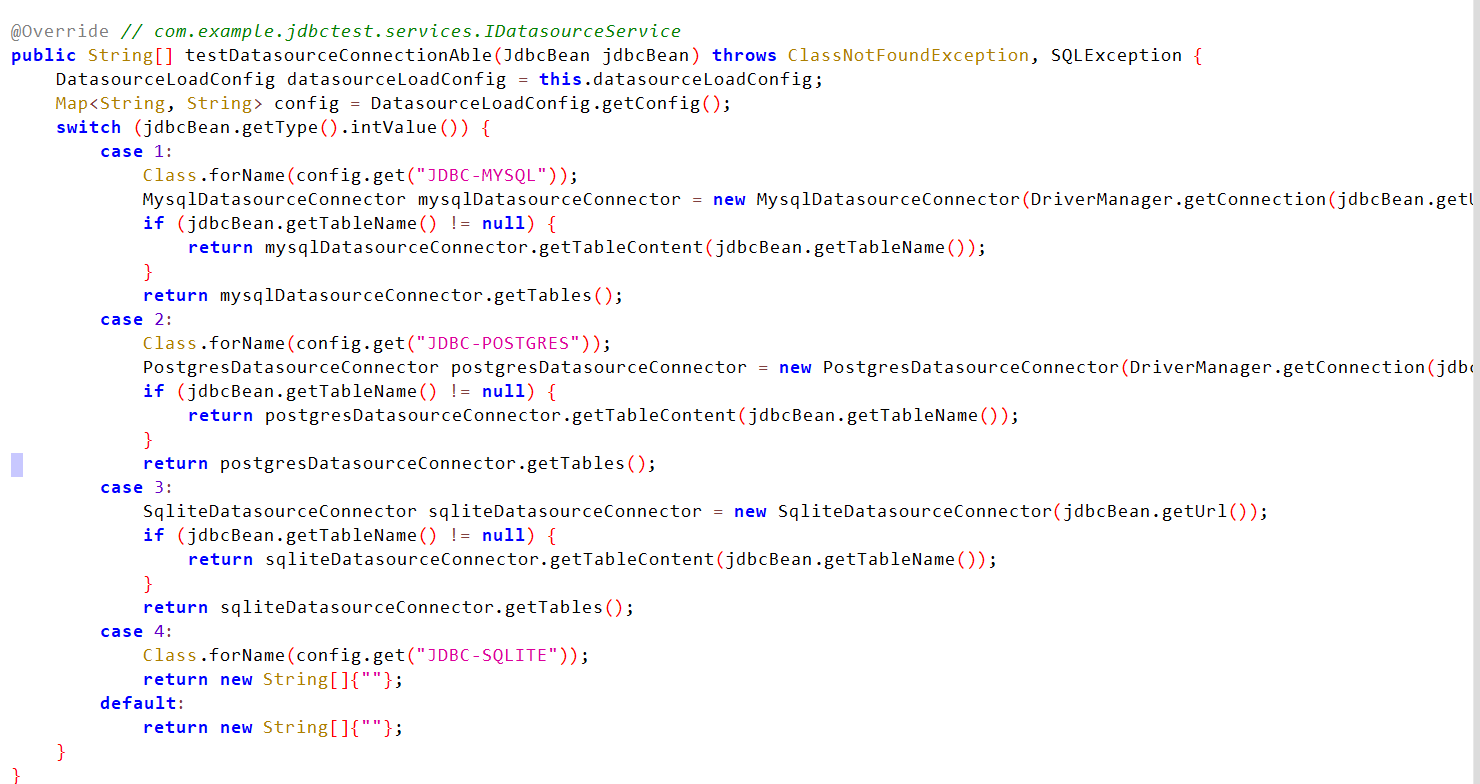 @Override // com.example.jdbctest.services.IDatasourceService
public String[] testDatasourceConnectionAble(JdbcBean jdbcBean) throws ClassNotFoundException, SQLException {
    DatasourceLoadConfig datasourceLoadConfig = this.datasourceLoadConfig;
    Map<String, String> config = DatasourceLoadConfig.getConfig();
    switch (jdbcBean.getType().intValue()) {
        case 1:
            Class.forName(config.get("JDBC-MYSQL"));
            MysqlDatasourceConnector mysqlDatasourceConnector = new MysqlDatasourceConnector(DriverManager.getConnection(jdbcBean.getU
            if (jdbcBean.getTableName() != null) {
                return mysqlDatasourceConnector.getTableContent(jdbcBean.getTableName());
            }
            return mysqlDatasourceConnector.getTables();
        case 2:
            Class.forName(config.get("JDBC-POSTGRES"));
            PostgresDatasourceConnector postgresDatasourceConnector = new PostgresDatasourceConnector(DriverManager.getConnection(jdbc
            if (jdbcBean.getTableName() != null) {
                return postgresDatasourceConnector.getTableContent(jdbcBean.getTableName());
            }
            return postgresDatasourceConnector.getTables();
        case 3:
            SqliteDatasourceConnector sqliteDatasourceConnector = new SqliteDatasourceConnector(jdbcBean.getUrl());
            if (jdbcBean.getTableName() != null) {
                return sqliteDatasourceConnector.getTableContent(jdbcBean.getTableName());
            }
            return sqliteDatasourceConnector.getTables();
        case 4:
            Class.forName(config.get("JDBC-SQLITE"));
            return new String[]{""};
        default:
            return new String[]{""};
    }
}